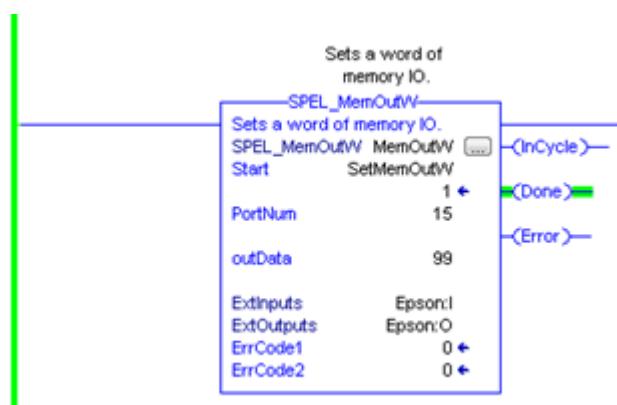 Sets a word of
memory IO.
SPEL_MemOutW
Sets a word of memory IO.
SPEL_MemOutW MemOutW ...
(InCycle)
Start SetMemOutW
1
(Done)
PortNum 15
(Error)
outData 99
ExtInputs Epson:I
ExtOutputs Epson:O
ErrCode1 0
ErrCode2 0